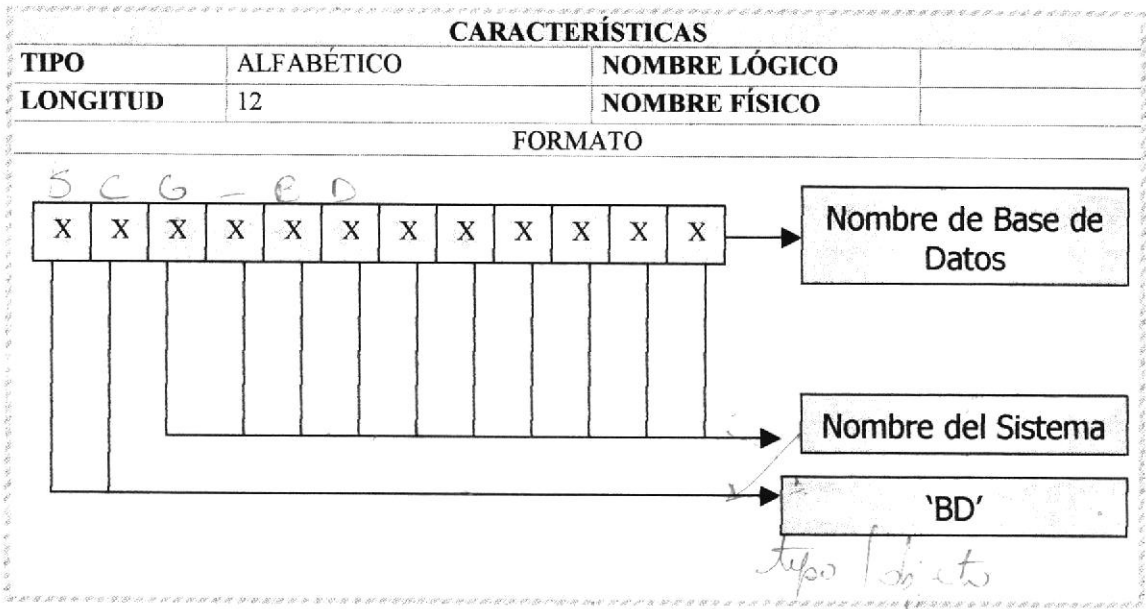 CARACTERÍSTICAS
TIPO ALFABÉTICO NOMBRE LÓGICO
LONGITUD 12 NOMBRE FÍSICO
FORMATO
S C G - E D
X X X X X X X X X X X X
Nombre de Base de
Datos
Nombre del Sistema
‘BD’
tipo objeto